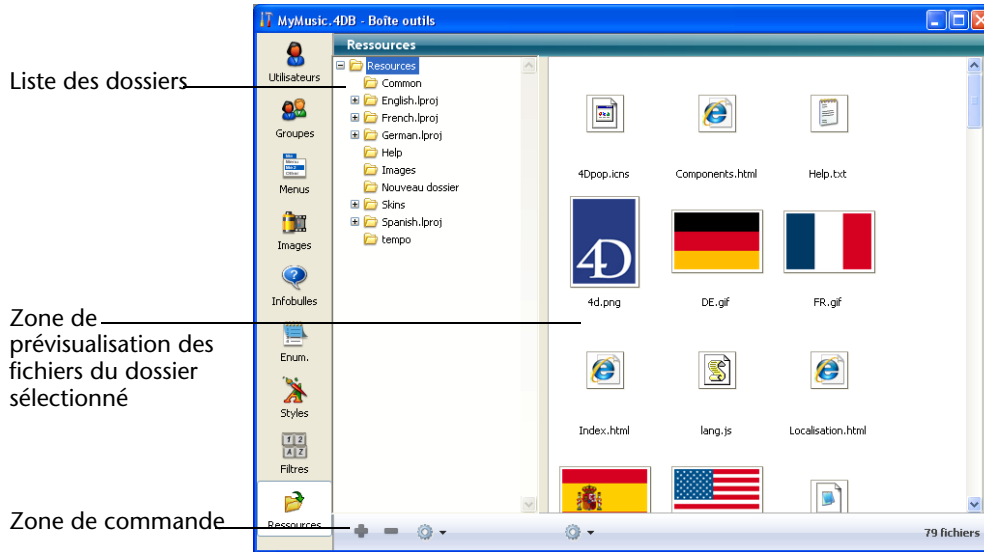 MyMusic.4DB - Boîte outils
Ressources
Liste des dossiers
Zone de
prévisualisation des
fichiers du dossier
sélectionné
Zone de commande
Utilisateurs
Groupes
Menus
Images
Infobulles
Enum.
Styles
Filtres
Ressources
Resources
Common
English.lproj
French.lproj
German.lproj
Help
Images
Nouveau dossier
Skins
Spanish.lproj
tempo
4Dpop.icns
Components.html
Help.txt
4D
4d.png
DE.gif
FR.gif
Index.html
lang.js
Localisation.html
79 fichiers